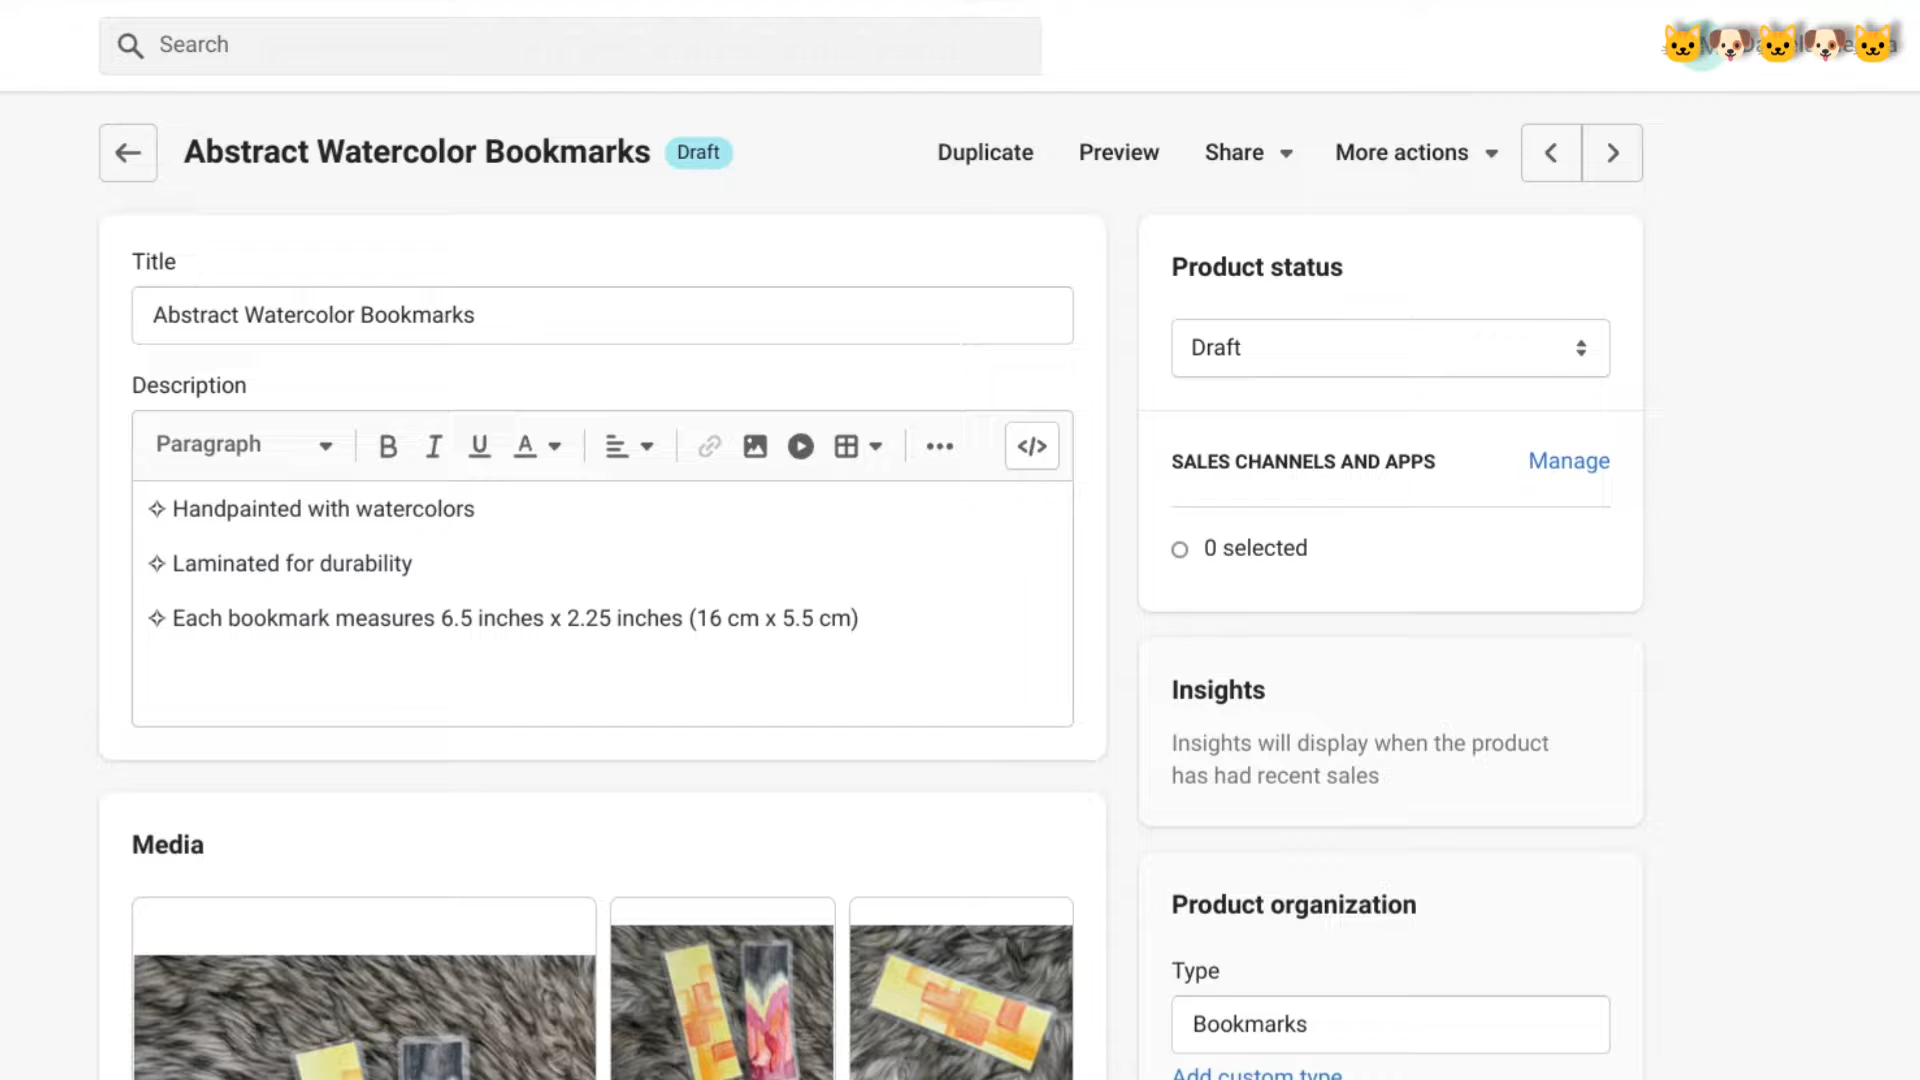 Search
Abstract Watercolor Bookmarks Draft Duplicate Preview Share More actions
Title
Abstract Watercolor Bookmarks
Description
Paragraph B I U A ••• </>
✧ Handpainted with watercolors
✧ Laminated for durability
✧ Each bookmark measures 6.5 inches x 2.25 inches (16 cm x 5.5 cm)
Media
Product status
Draft
SALES CHANNELS AND APPS Manage
0 selected
Insights
Insights will display when the product
has had recent sales
Product organization
Type
Bookmarks
Add custom type